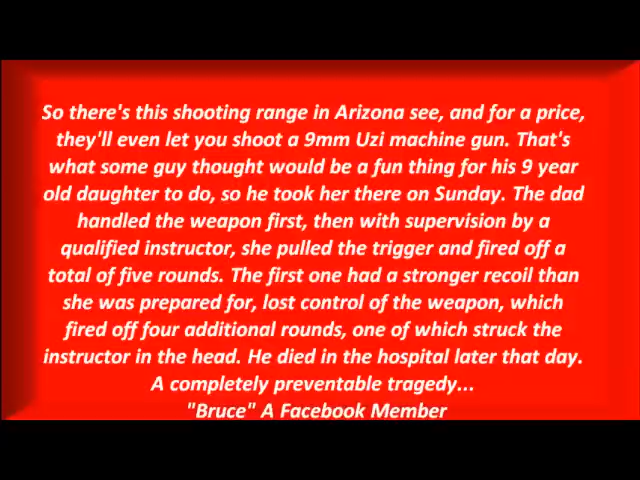 So there's this shooting range in Arizona see, and for a price,
they'll even let you shoot a 9mm Uzi machine gun. That's
what some guy thought would be a fun thing for his 9 year
old daughter to do, so he took her there on Sunday. The dad
handled the weapon first, then with supervision by a
qualified instructor, she pulled the trigger and fired off a
total of five rounds. The first one had a stronger recoil than
she was prepared for, lost control of the weapon, which
fired off four additional rounds, one of which struck the
instructor in the head. He died in the hospital later that day.
A completely preventable tragedy...
"Bruce" A Facebook Member